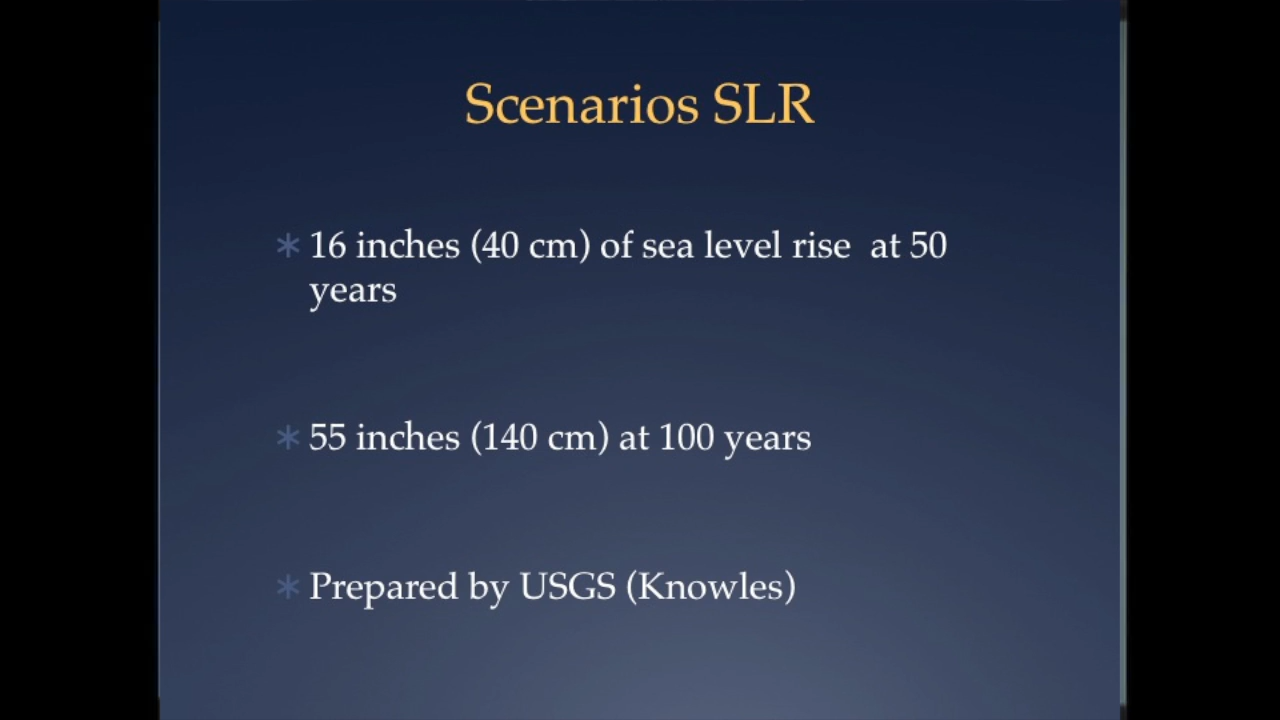 Scenarios SLR
* 16 inches (40 cm) of sea level rise  at 50
years
* 55 inches (140 cm) at 100 years
* Prepared by USGS (Knowles)